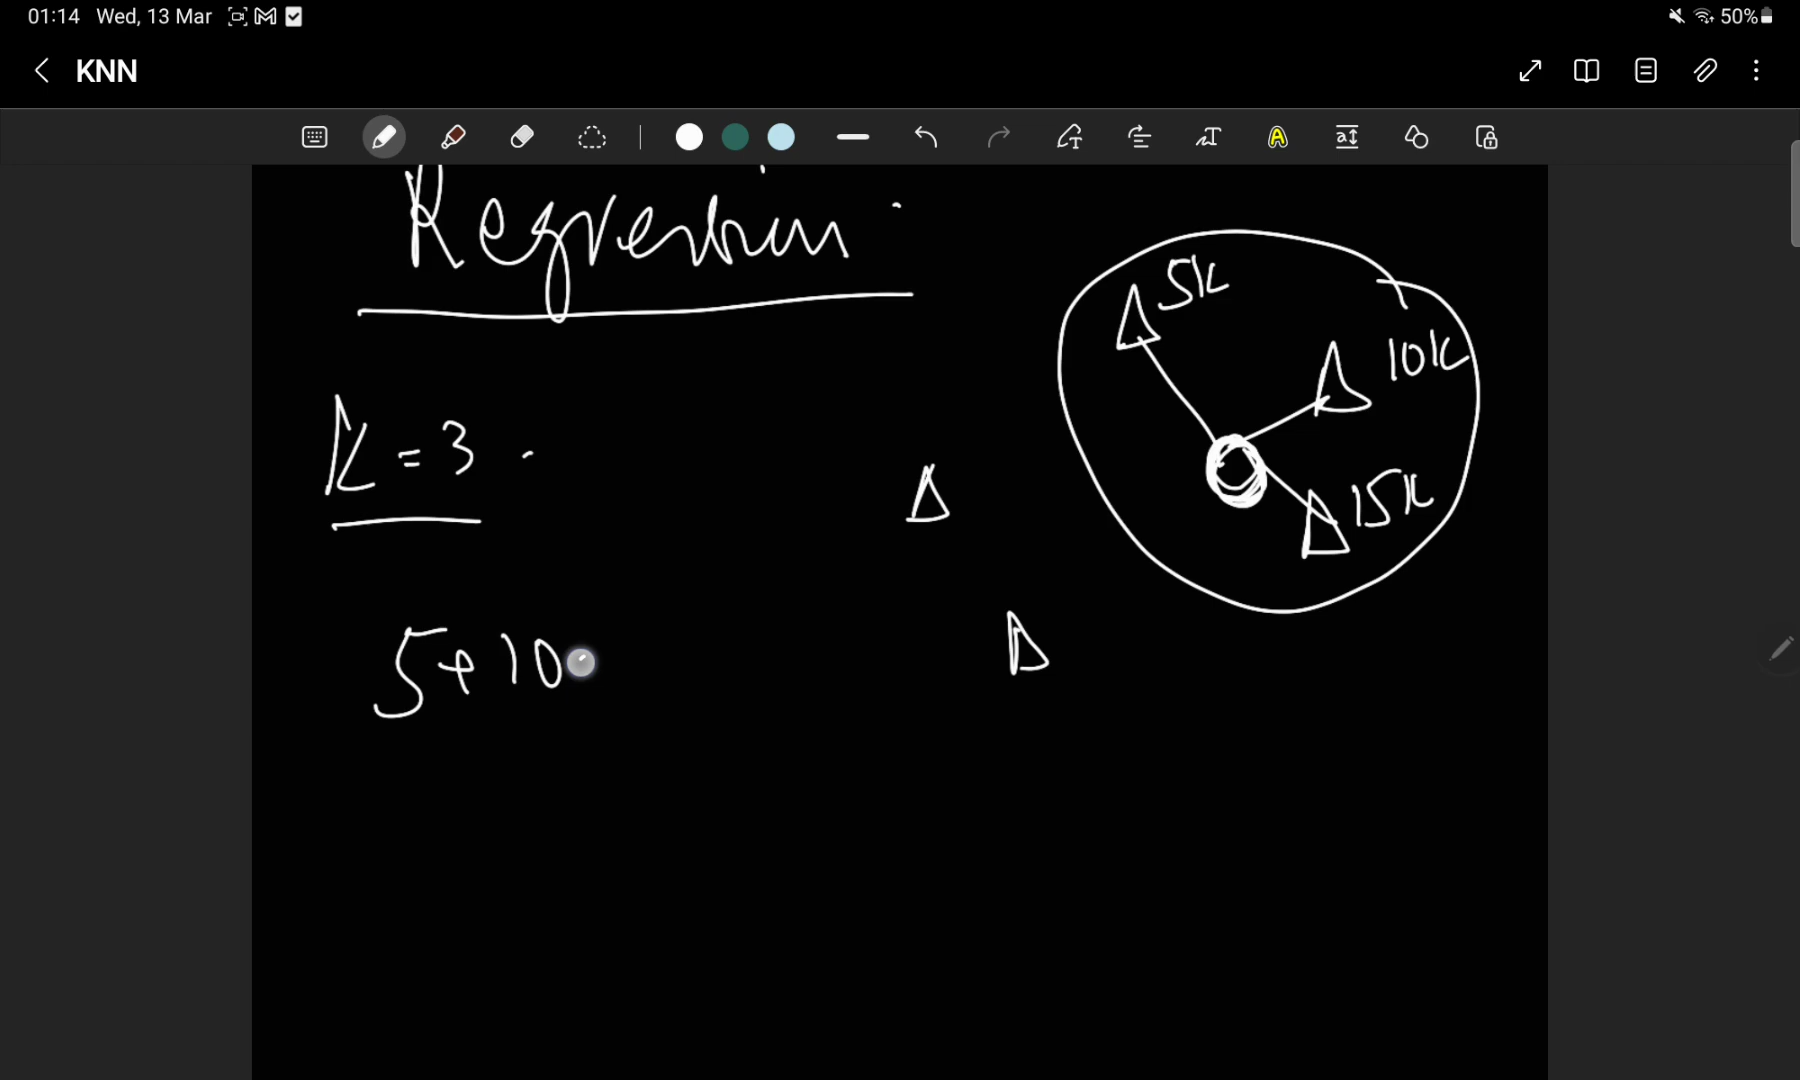 01:14 Wed, 13 Mar
50%
KNN
Regression
5K
10K
K = 3
15K
5+10